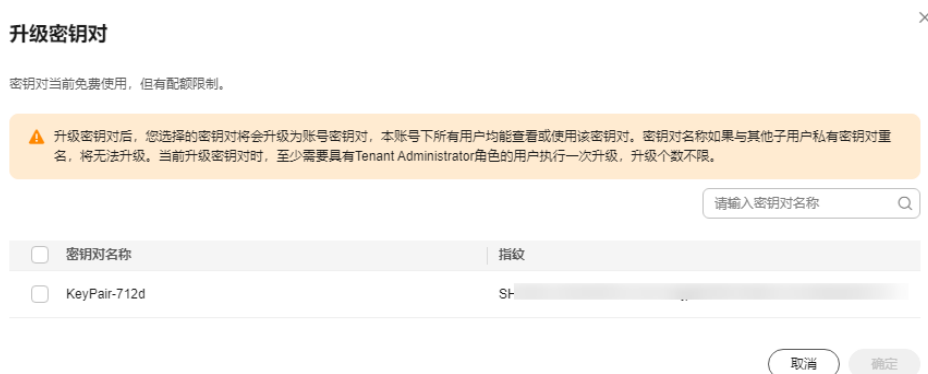 升级密钥对
密钥对当前免费使用，但有配额限制。
升级密钥对后，您选择的密钥对将会升级为账号密钥对，本账号下所有用户均能查看或使用该密钥对。密钥对名称如果与其他子用户私有密钥对重
名，将无法升级。当前升级密钥对时，至少需要具有Tenant Administrator角色的用户执行一次升级，升级个数不限。
请输入密钥对名称
密钥对名称 指纹
KeyPair-712d SH
取消 确定